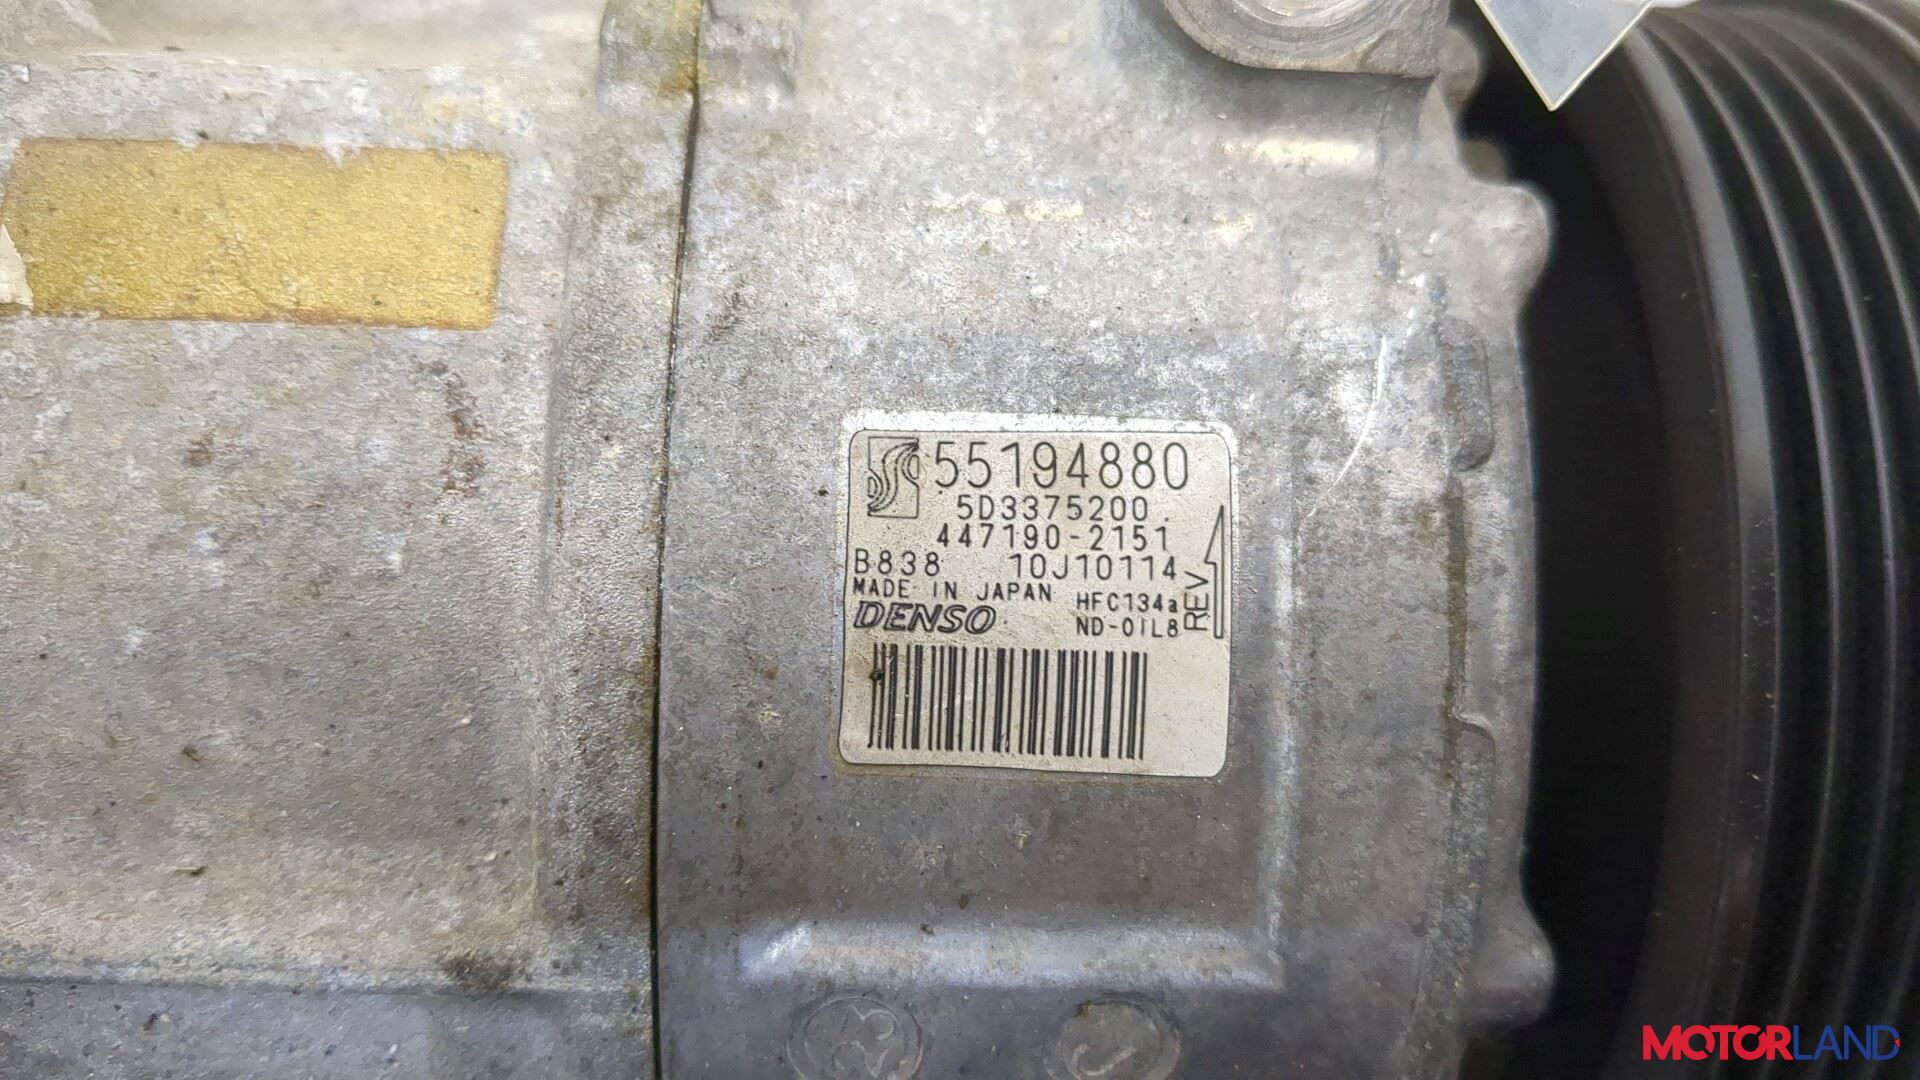 55194880
5D3375200
447190-2151
B838 10J10114
MADE IN JAPAN HFC134a
DENSO ND-OIL8
REV
MOTORLAND